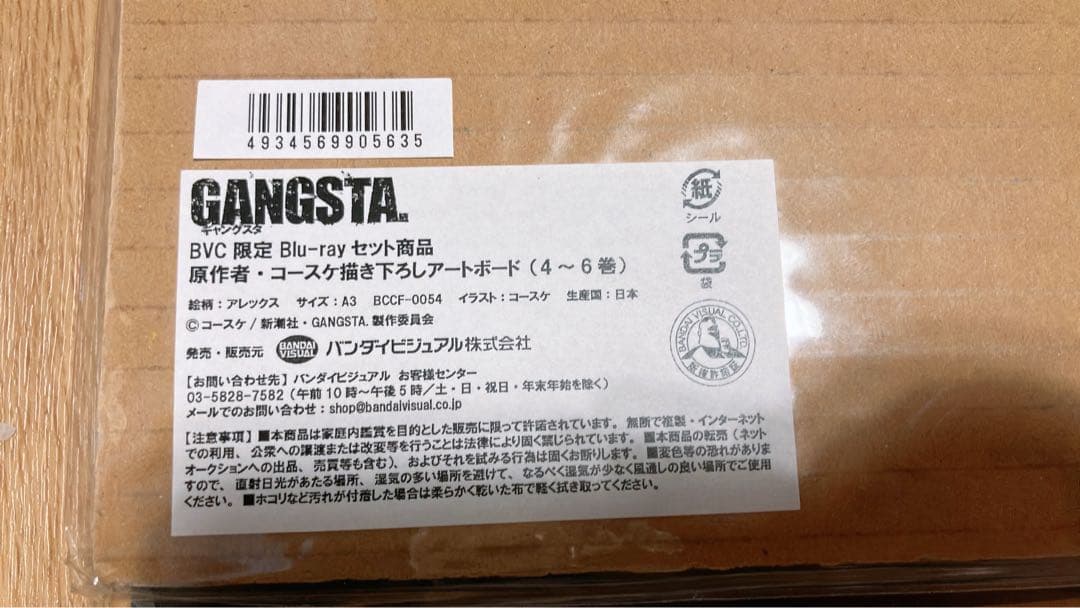 4934569905635
GANGSTA.
ギャングスタ
BVC 限定 Blu-ray セット商品
原作者・コースケ描き下ろしアートボード（4～6巻）
絵柄：アレックス サイズ：A3 BCCF-0054 イラスト：コースケ 生産国：日本
©コースケ / 新潮社・GANGSTA. 製作委員会
発売・販売元 BANDAI VISUAL バンダイビジュアル株式会社
【お問い合わせ先】バンダイビジュアル お客様センター
03-5828-7582（午前10時～午後5時／土・日・祝日・年末年始を除く）
メールでのお問い合わせ：shop@bandaivisual.co.jp
【注意事項】■本商品は家庭内鑑賞を目的とした販売に限って許諾されています。無断で複製・インターネット
での利用、公衆への譲渡または改変等を行うことは法律により固く禁じられています。■本商品の転売（ネット
オークションへの出品、売買等も含む）、およびそれを試みる行為は固くお断りします。■変色等の恐れがありま
すので、直射日光があたる場所、湿気の多い場所を避けて、なるべく湿気が少なく風通しの良い場所でご使用
ください。■ホコリなど汚れが付着した場合は柔らかく乾いた布で軽く拭き取ってください。
紙
シール
プラ
袋
BANDAI VISUAL CO.,LTD.
版権許諾証